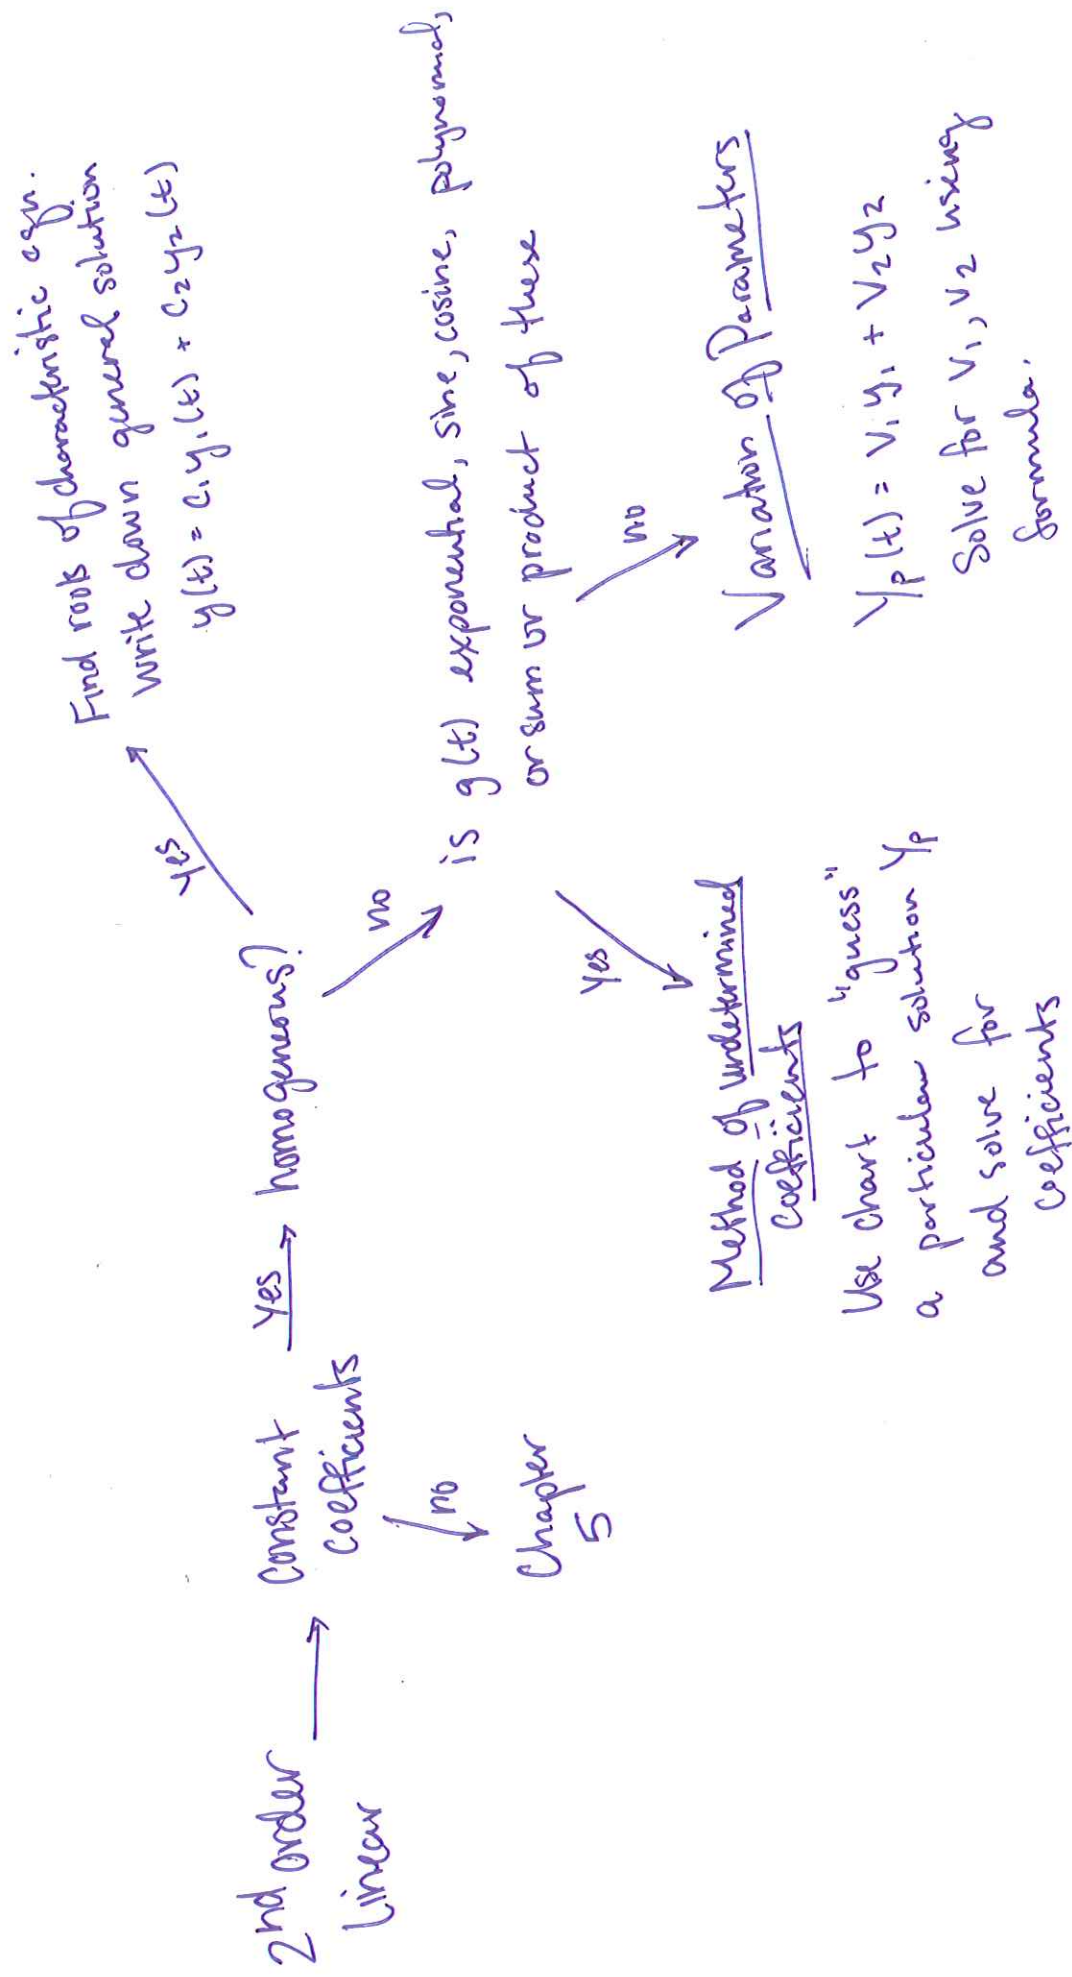 2nd order
Linear
Constant
coefficients
no
Chapter
5
Yes
homogeneous?
Yes
Find roots of characteristic eqn.
Write down general solution
y(t) = c₁y₁(t) + c₂y₂(t)
no
is g(t) exponential, sine, cosine, polynomial,
or sum or product of these
Yes
Method of undetermined
coefficients
Use chart to "guess"
a particular solution Yₚ
and solve for
coefficients
no
Variation of Parameters
Yₚ(t) = v₁y₁ + v₂y₂
Solve for v₁, v₂ using
formula.